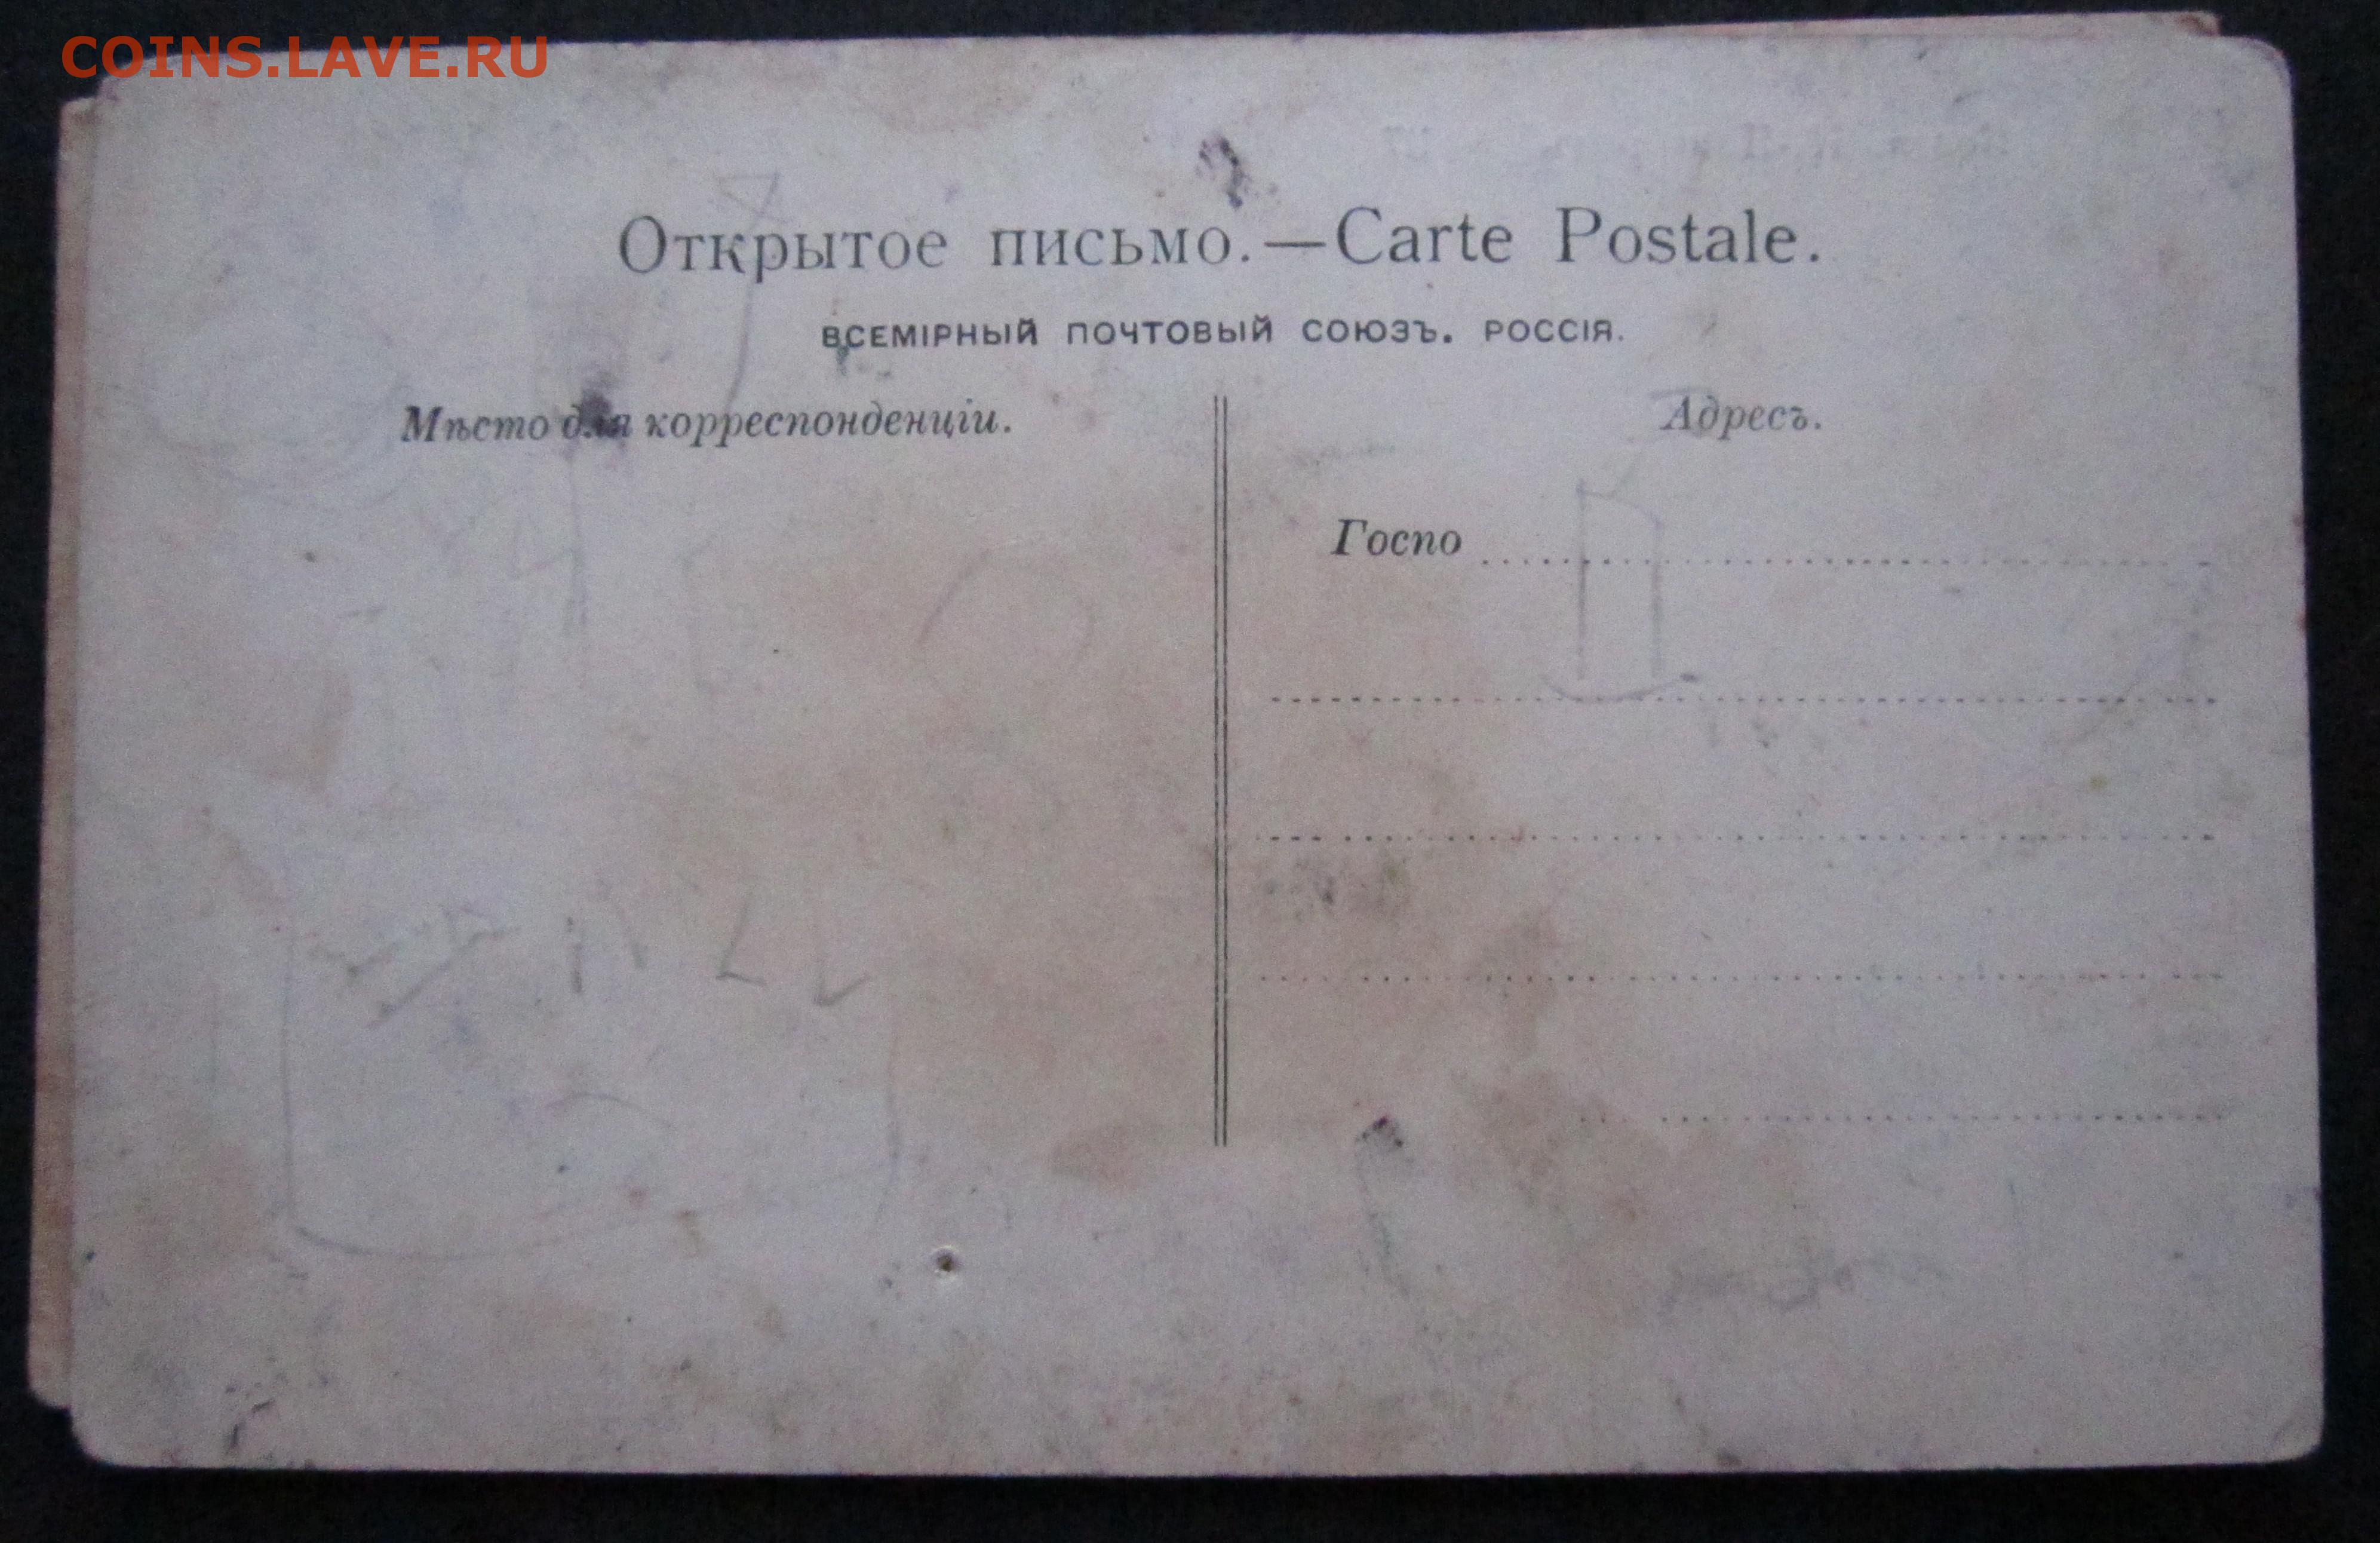 COINS.LAVE.RU
Открытое письмо.—Carte Postale.
ВСЕМІРНЫЙ ПОЧТОВЫЙ СОЮЗЪ. РОССІЯ.
Мѣсто для корреспонденціи.
Адресъ.
Госпо